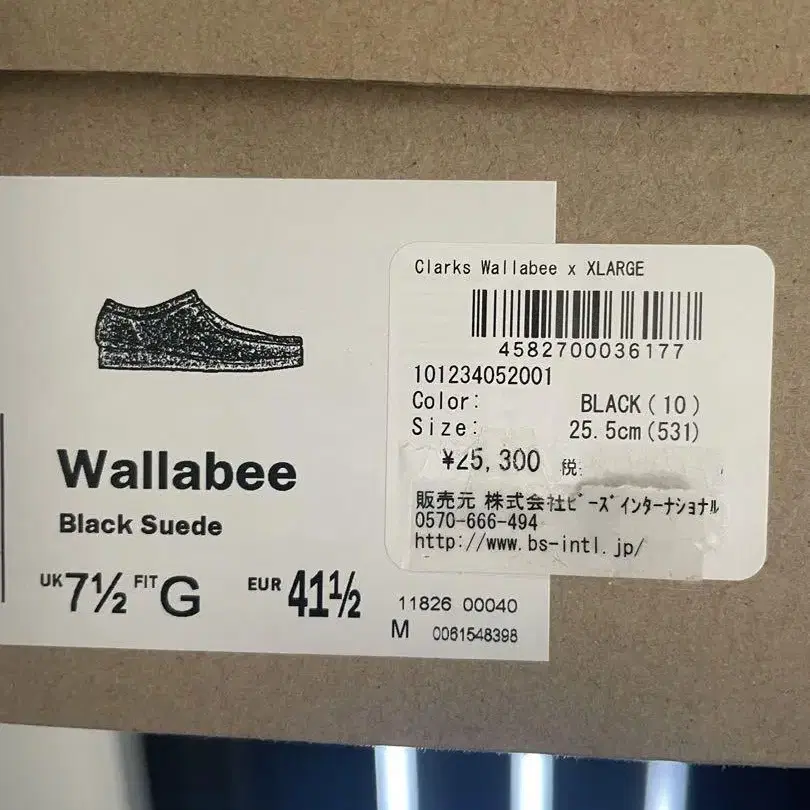 Wallabee
Black Suede
UK 7½ FIT G EUR 41½
11826 00040
M 0061548398
Clarks Wallabee x XLARGE
4582700036177
101234052001
Color: BLACK(10)
Size: 25.5cm(531)
¥25,300 税:
販売元 株式会社ビーズインターナショナル
0570-666-494
http://www.bs-intl.jp/